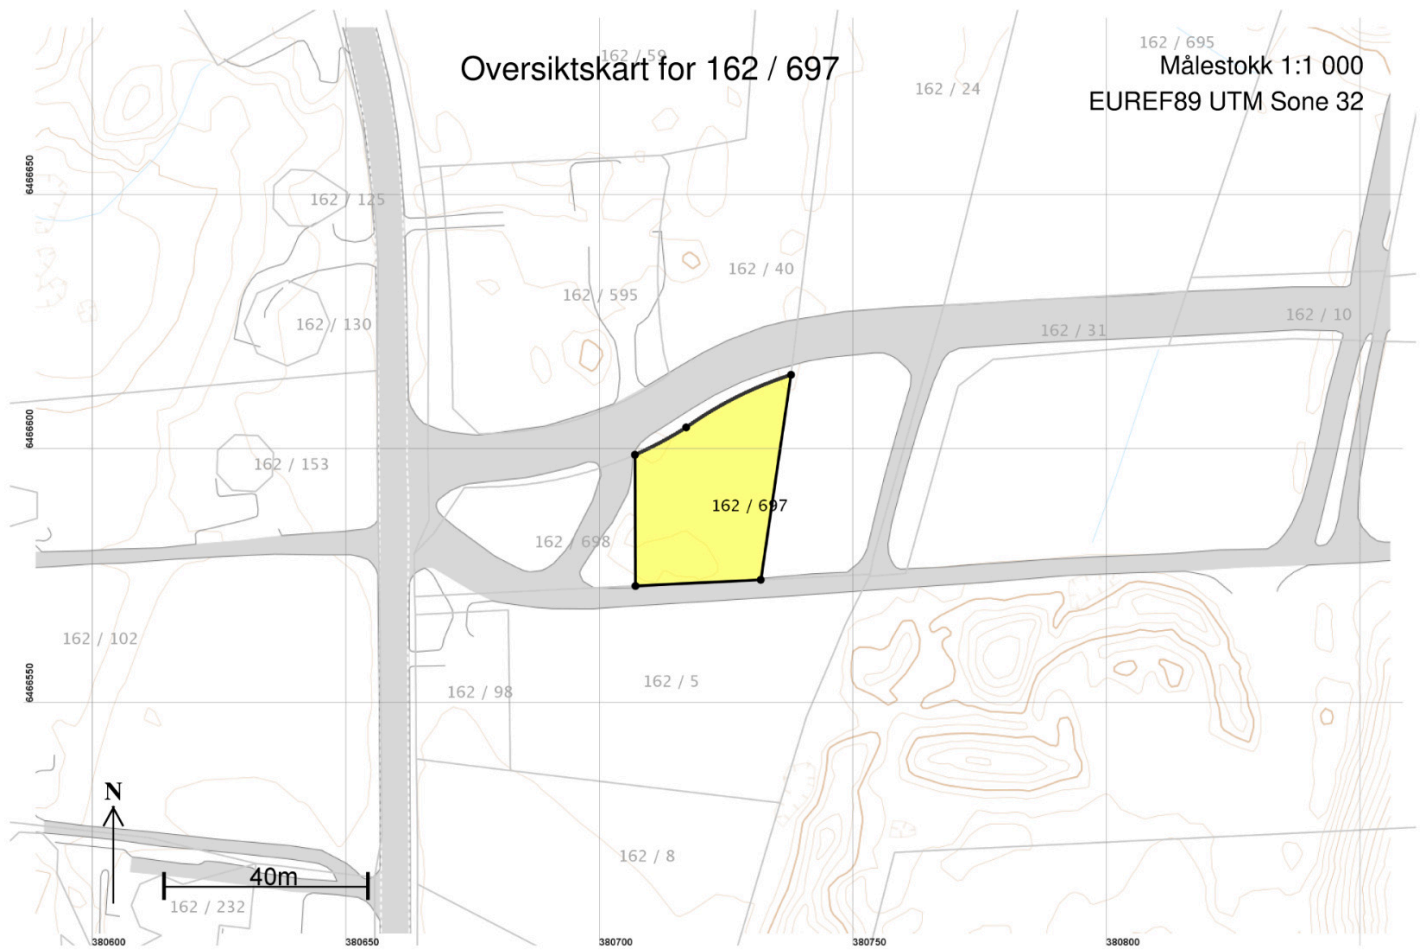 162 / 59
162 / 695
Oversiktskart for 162 / 697
Målestokk 1:1 000
162 / 24
EUREF89 UTM Sone 32
6466650
162 / 125
162 / 40
162 / 595
162 / 130
162 / 31
162 / 10
6466600
162 / 153
162 / 697
162 / 698
162 / 102
6466550
162 / 98
162 / 5
N
162 / 8
40m
162 / 232
380600
380650
380700
380750
380800